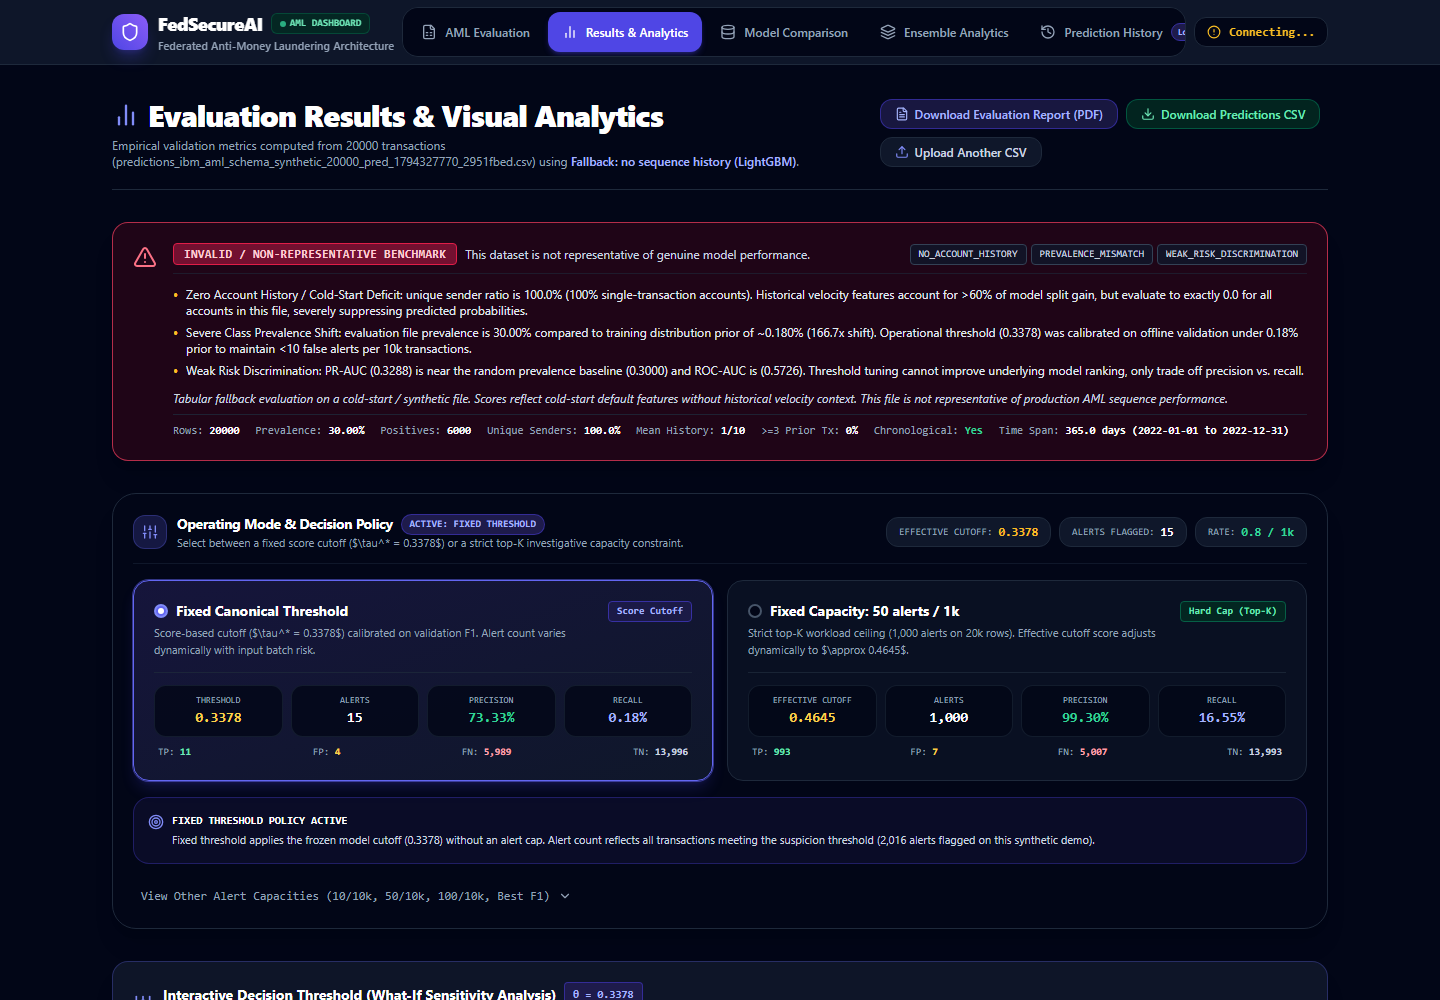 FedSecureAI
AML DASHBOARD
Federated Anti-Money Laundering Architecture
AML Evaluation
Results & Analytics
Model Comparison
Ensemble Analytics
Prediction History
Connecting...
Evaluation Results & Visual Analytics
Empirical validation metrics computed from 20000 transactions
(predictions_ibm_aml_schema_synthetic_20000_pred_1794327770_2951fbed.csv) using Fallback: no sequence history (LightGBM).
Download Evaluation Report (PDF)
Download Predictions CSV
Upload Another CSV
INVALID / NON-REPRESENTATIVE BENCHMARK
This dataset is not representative of genuine model performance.
NO_ACCOUNT_HISTORY
PREVALENCE_MISMATCH
WEAK_RISK_DISCRIMINATION
• Zero Account History / Cold-Start Deficit: unique sender ratio is 100.0% (100% single-transaction accounts). Historical velocity features account for >60% of model split gain, but evaluate to exactly 0.0 for all
accounts in this file, severely suppressing predicted probabilities.
• Severe Class Prevalence Shift: evaluation file prevalence is 30.00% compared to training distribution prior of ~0.180% (166.7x shift). Operational threshold (0.3378) was calibrated on offline validation under 0.18%
prior to maintain <10 false alerts per 10k transactions.
• Weak Risk Discrimination: PR-AUC (0.3288) is near the random prevalence baseline (0.3000) and ROC-AUC is (0.5726). Threshold tuning cannot improve underlying model ranking, only trade off precision vs. recall.
Tabular fallback evaluation on a cold-start / synthetic file. Scores reflect cold-start default features without historical velocity context. This file is not representative of production AML sequence performance.
Rows: 20000 Prevalence: 30.00% Positives: 6000 Unique Senders: 100.0% Mean History: 1/10 >=3 Prior Tx: 0% Chronological: Yes Time Span: 365.0 days (2022-01-01 to 2022-12-31)
Operating Mode & Decision Policy
ACTIVE: FIXED THRESHOLD
Select between a fixed score cutoff ($\tau^* = 0.3378$) or a strict top-K investigative capacity constraint.
EFFECTIVE CUTOFF: 0.3378
ALERTS FLAGGED: 15
RATE: 0.8 / 1k
Fixed Canonical Threshold
Score Cutoff
Score-based cutoff ($\tau^* = 0.3378$) calibrated on validation F1. Alert count varies
dynamically with input batch risk.
THRESHOLD
0.3378
ALERTS
15
PRECISION
73.33%
RECALL
0.18%
TP: 11
FP: 4
FN: 5,989
TN: 13,996
Fixed Capacity: 50 alerts / 1k
Hard Cap (Top-K)
Strict top-K workload ceiling (1,000 alerts on 20k rows). Effective cutoff score adjusts
dynamically to $\approx 0.4645$.
EFFECTIVE CUTOFF
0.4645
ALERTS
1,000
PRECISION
99.30%
RECALL
16.55%
TP: 993
FP: 7
FN: 5,007
TN: 13,993
FIXED THRESHOLD POLICY ACTIVE
Fixed threshold applies the frozen model cutoff (0.3378) without an alert cap. Alert count reflects all transactions meeting the suspicion threshold (2,016 alerts flagged on this synthetic demo).
View Other Alert Capacities (10/10k, 50/10k, 100/10k, Best F1)
Interactive Decision Threshold (What-If Sensitivity Analysis)
θ = 0.3378